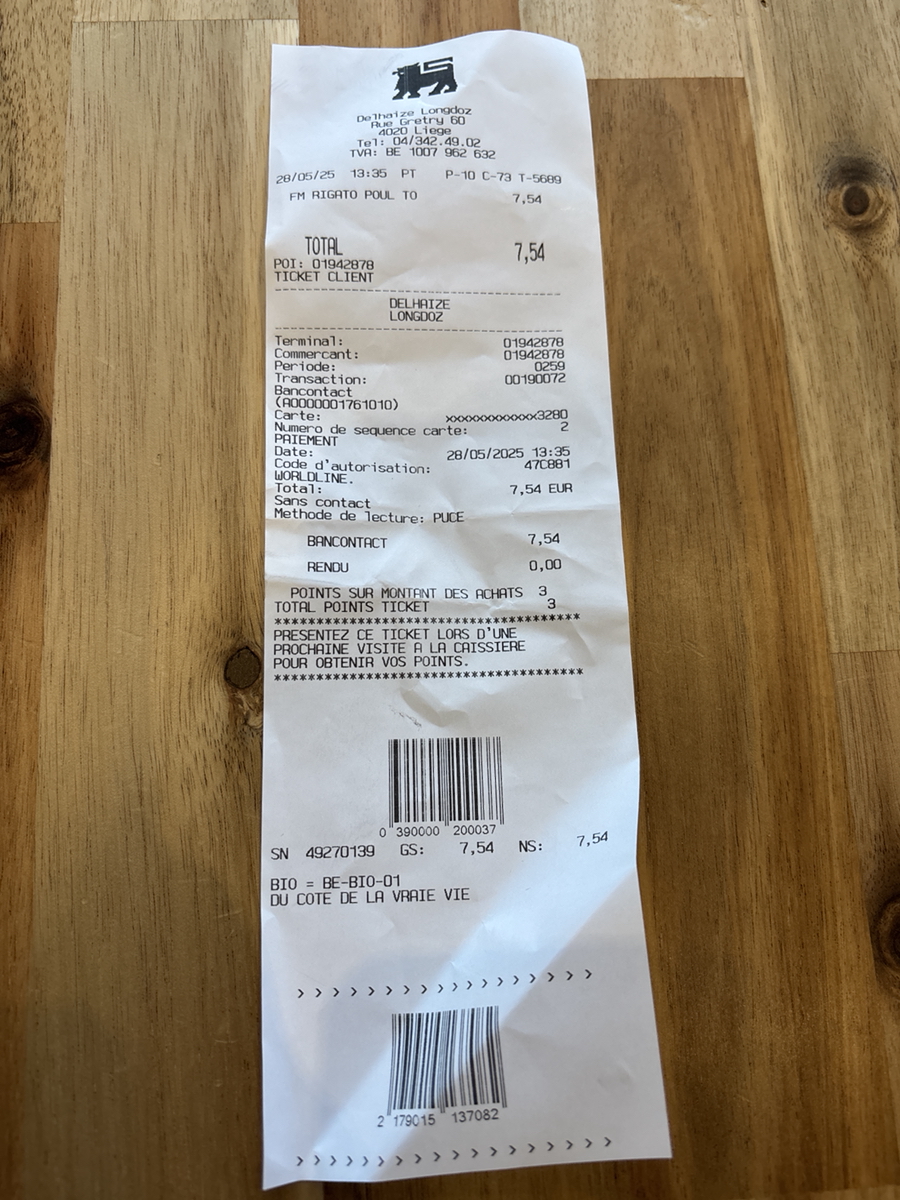 Delhaize Longdoz
Rue Gretry 60
4020 Liege
Tel: 04/342.49.02
TVA: BE 1007 962 632
28/05/25 13:35 PT P-10 C-73 T-5689
FM RIGATO POUL TO 7,54
TOTAL 7,54
POI: 01942878
TICKET CLIENT
DELHAIZE
LONGDOZ
Terminal: 01942878
Commercant: 01942878
Periode: 0259
Transaction: 00190072
Bancontact
(A0000001761010)
Carte: xxxxxxxxxxxxx3280
Numero de sequence carte: 2
PAIEMENT
Date: 28/05/2025 13:35
Code d'autorisation: 47C881
WORLDLINE.
Total: 7,54 EUR
Sans contact
Methode de lecture: PUCE
BANCONTACT 7,54
RENDU 0,00
POINTS SUR MONTANT DES ACHATS 3
TOTAL POINTS TICKET 3
***************************************
PRESENTEZ CE TICKET LORS D'UNE
PROCHAINE VISITE A LA CAISSIERE
POUR OBTENIR VOS POINTS.
***************************************
0 390000 200037
SN 49270139 GS: 7,54 NS: 7,54
BIO = BE-BIO-01
DU COTE DE LA VRAIE VIE
> > > > > > > > > > > > > > > > > >
2 179015 137082
> > > > > > > > > > > > > > > > > >